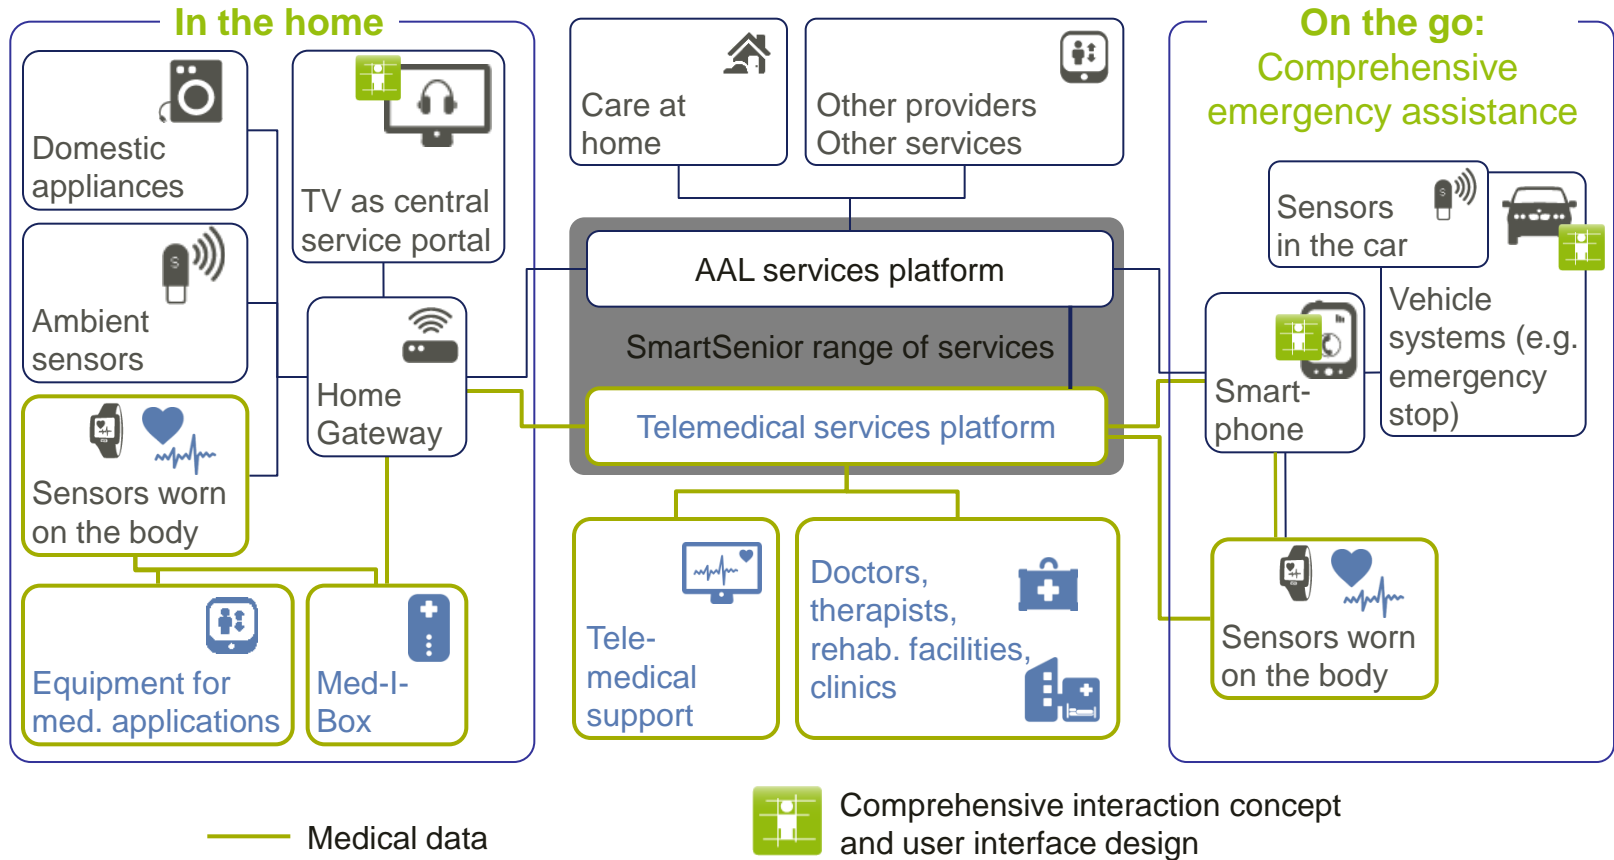 In the home
Domestic
appliances
TV as central
service portal
Ambient
sensors
Home
Gateway
Sensors worn
on the body
Equipment for
med. applications
Med-I-
Box
Care at
home
Other providers
Other services
AAL services platform
SmartSenior range of services
Telemedical services platform
Tele-
medical
support
Doctors,
therapists,
rehab. facilities,
clinics
On the go:
Comprehensive
emergency assistance
Sensors
in the car
Vehicle
systems (e.g.
emergency
stop)
Smart-
phone
Sensors worn
on the body
Medical data
Comprehensive interaction concept
and user interface design
S
S